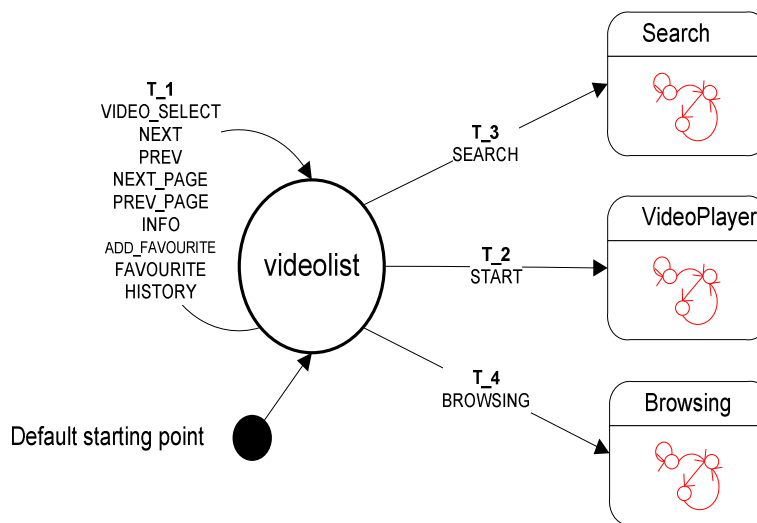 Search
T_1
VIDEO_SELECT
NEXT
PREV
NEXT_PAGE
PREV_PAGE
INFO
ADD_FAVOURITE
FAVOURITE
HISTORY
T_3
SEARCH
VideoPlayer
videolist
T_2
START
T_4
BROWSING
Browsing
Default starting point